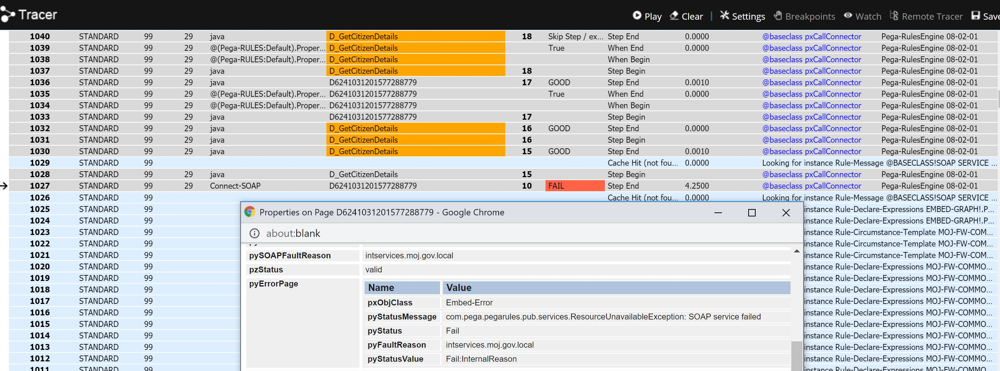 Tracer Play Clear | Settings Breakpoints Watch Remote Tracer Save
1040 STANDARD 99 29 java D_GetCitizenDetails 18 Skip Step / ex... Step End 0.0000 @baseclass pxCallConnector Pega-RulesEngine 08-02-01
1039 STANDARD 99 29 @(Pega-RULES:Default).Proper... D_GetCitizenDetails True When End 0.0000 @baseclass pxCallConnector Pega-RulesEngine 08-02-01
1038 STANDARD 99 29 @(Pega-RULES:Default).Proper... D_GetCitizenDetails When Begin @baseclass pxCallConnector Pega-RulesEngine 08-02-01
1037 STANDARD 99 29 java D_GetCitizenDetails 18 Step Begin @baseclass pxCallConnector Pega-RulesEngine 08-02-01
1036 STANDARD 99 29 java D6241031201577288779 17 GOOD Step End 0.0010 @baseclass pxCallConnector Pega-RulesEngine 08-02-01
1035 STANDARD 99 29 @(Pega-RULES:Default).Proper... D6241031201577288779 True When End 0.0000 @baseclass pxCallConnector Pega-RulesEngine 08-02-01
1034 STANDARD 99 29 @(Pega-RULES:Default).Proper... D6241031201577288779 When Begin @baseclass pxCallConnector Pega-RulesEngine 08-02-01
1033 STANDARD 99 29 java D6241031201577288779 17 Step Begin @baseclass pxCallConnector Pega-RulesEngine 08-02-01
1032 STANDARD 99 29 java D_GetCitizenDetails 16 GOOD Step End 0.0000 @baseclass pxCallConnector Pega-RulesEngine 08-02-01
1031 STANDARD 99 29 java D_GetCitizenDetails 16 Step Begin @baseclass pxCallConnector Pega-RulesEngine 08-02-01
1030 STANDARD 99 29 java D_GetCitizenDetails 15 GOOD Step End 0.0010 @baseclass pxCallConnector Pega-RulesEngine 08-02-01
1029 STANDARD 99 Cache Hit (not fou... 0.0000 Looking for instance Rule-Message @BASECLASS!SOAP SERVICE ...
1028 STANDARD 99 29 java D_GetCitizenDetails 15 Step Begin @baseclass pxCallConnector Pega-RulesEngine 08-02-01
1027 STANDARD 99 29 Connect-SOAP D6241031201577288779 10 FAIL Step End 4.2500 @baseclass pxCallConnector Pega-RulesEngine 08-02-01
1026 STANDARD 99 Cache Hit (not fou... 0.0000 Looking for instance Rule-Message @BASECLASS!SOAP SERVICE ...
1025 STANDARD 99 instance Rule-Declare-Expressions EMBED-GRAPH!.P...
1024 STANDARD 99 instance Rule-Declare-Expressions EMBED-GRAPH!.P...
1023 STANDARD 99 instance Rule-Circumstance-Template MOJ-FW-COM...
1022 STANDARD 99 instance Rule-Circumstance-Template MOJ-FW-COM...
1021 STANDARD 99 instance Rule-Circumstance-Template MOJ-FW-COM...
1020 STANDARD 99 instance Rule-Declare-Expressions MOJ-FW-COMMO...
1019 STANDARD 99 instance Rule-Declare-Expressions MOJ-FW-COMMO...
1018 STANDARD 99 instance Rule-Declare-Expressions MOJ-FW-COMMO...
1017 STANDARD 99 instance Rule-Declare-Expressions MOJ-FW-COMMO...
1016 STANDARD 99 instance Rule-Declare-Expressions MOJ-FW-COMMO...
1015 STANDARD 99 instance Rule-Declare-Expressions MOJ-FW-COMMO...
1014 STANDARD 99 instance Rule-Declare-Expressions MOJ-FW-COMMO...
1013 STANDARD 99 instance Rule-Declare-Expressions MOJ-FW-COMMO...
1012 STANDARD 99 instance Rule-Declare-Expressions MOJ-FW-COMMO...
1011 STANDARD 99 instance Rule-Declare-Expressions MOJ-FW-COMMO...
Properties on Page D6241031201577288779 - Google Chrome
about:blank
pySOAPFaultReason intservices.moj.gov.local
pzStatus valid
pyErrorPage
Name Value
pxObjClass Embed-Error
pyStatusMessage com.pega.pegarules.pub.services.ResourceUnavailableException: SOAP service failed
pyStatus Fail
pyFaultReason intservices.moj.gov.local
pyStatusValue Fail:InternalReason